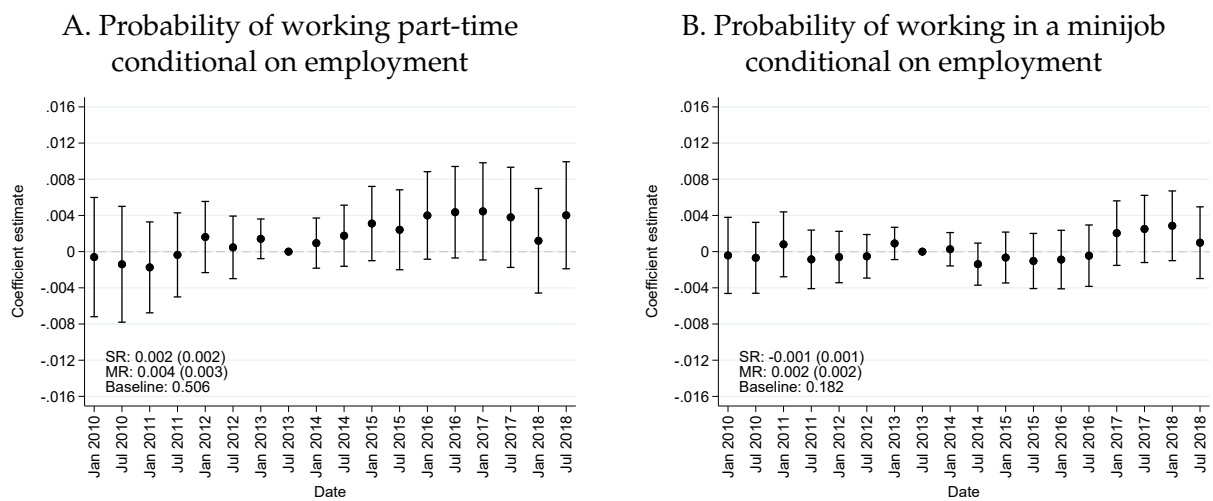 A. Probability of working part-time
conditional on employment
.016
.012
.008
.004
0
-.004
-.008
-.012
-.016
Coefficient estimate
SR: 0.002 (0.002)
MR: 0.004 (0.003)
Baseline: 0.506
Jan 2010
Jul 2010
Jan 2011
Jul 2011
Jan 2012
Jul 2012
Jan 2013
Jul 2013
Jan 2014
Jul 2014
Jan 2015
Jul 2015
Jan 2016
Jul 2016
Jan 2017
Jul 2017
Jan 2018
Jul 2018
Date
B. Probability of working in a minijob
conditional on employment
.016
.012
.008
.004
0
-.004
-.008
-.012
-.016
Coefficient estimate
SR: -0.001 (0.001)
MR: 0.002 (0.002)
Baseline: 0.182
Jan 2010
Jul 2010
Jan 2011
Jul 2011
Jan 2012
Jul 2012
Jan 2013
Jul 2013
Jan 2014
Jul 2014
Jan 2015
Jul 2015
Jan 2016
Jul 2016
Jan 2017
Jul 2017
Jan 2018
Jul 2018
Date